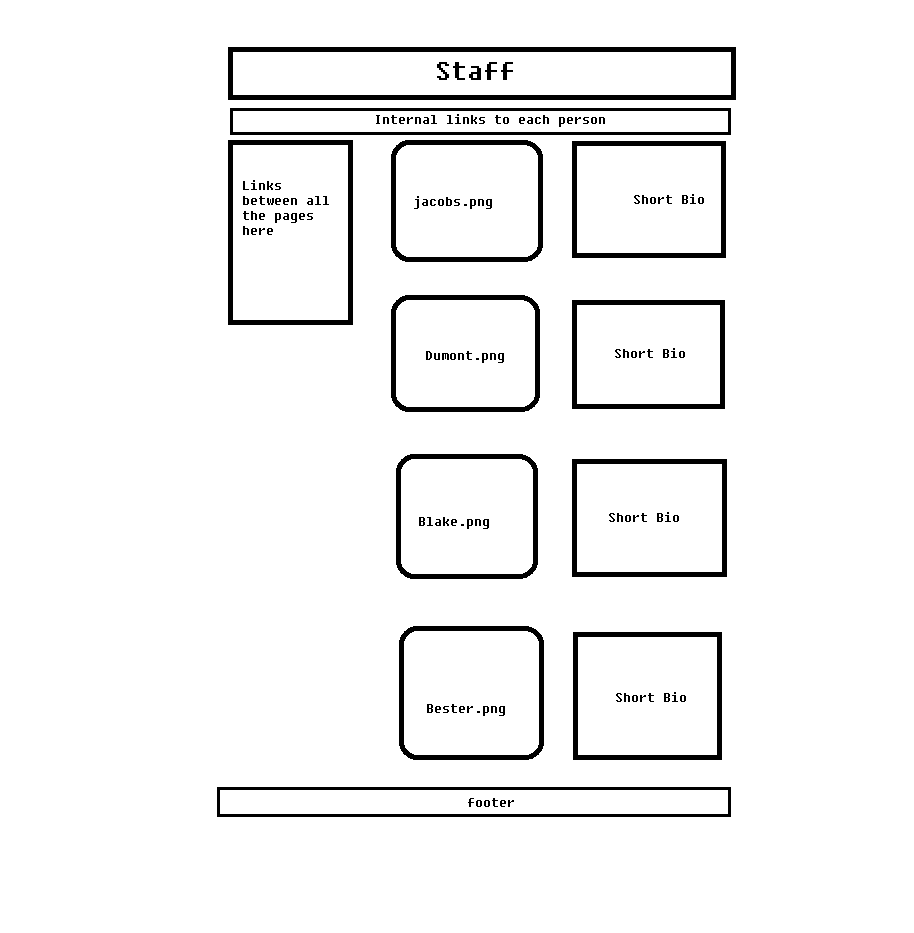 Staff
Internal links to each person
Links
between all
the pages
here
jacobs.png
Short Bio
Dumont.png
Short Bio
Blake.png
Short Bio
Bester.png
Short Bio
footer